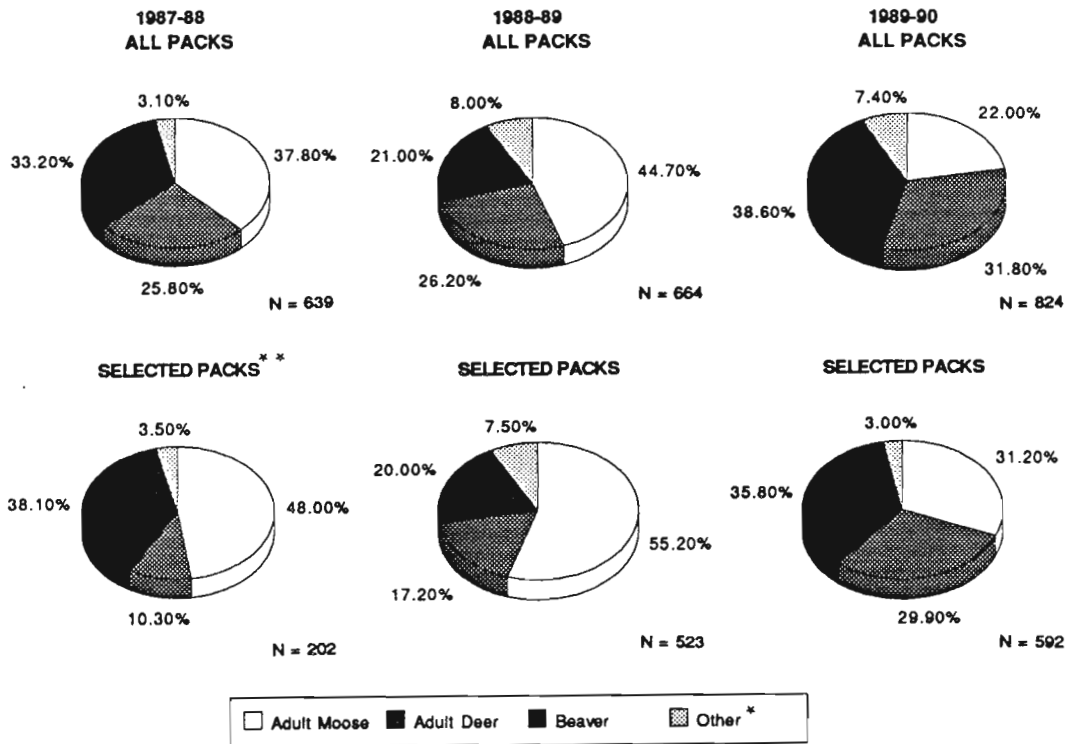 1987-88
ALL PACKS
1988-89
ALL PACKS
1989-90
ALL PACKS
3.10%
33.20%
37.80%
25.80%
N = 639
8.00%
21.00%
44.70%
26.20%
N = 664
7.40%
22.00%
38.60%
31.80%
N = 824
SELECTED PACKS* *
SELECTED PACKS
SELECTED PACKS
3.50%
38.10%
48.00%
10.30%
N = 202
7.50%
20.00%
55.20%
17.20%
N = 523
3.00%
31.20%
35.80%
29.90%
N = 592
Adult Moose Adult Deer Beaver Other *